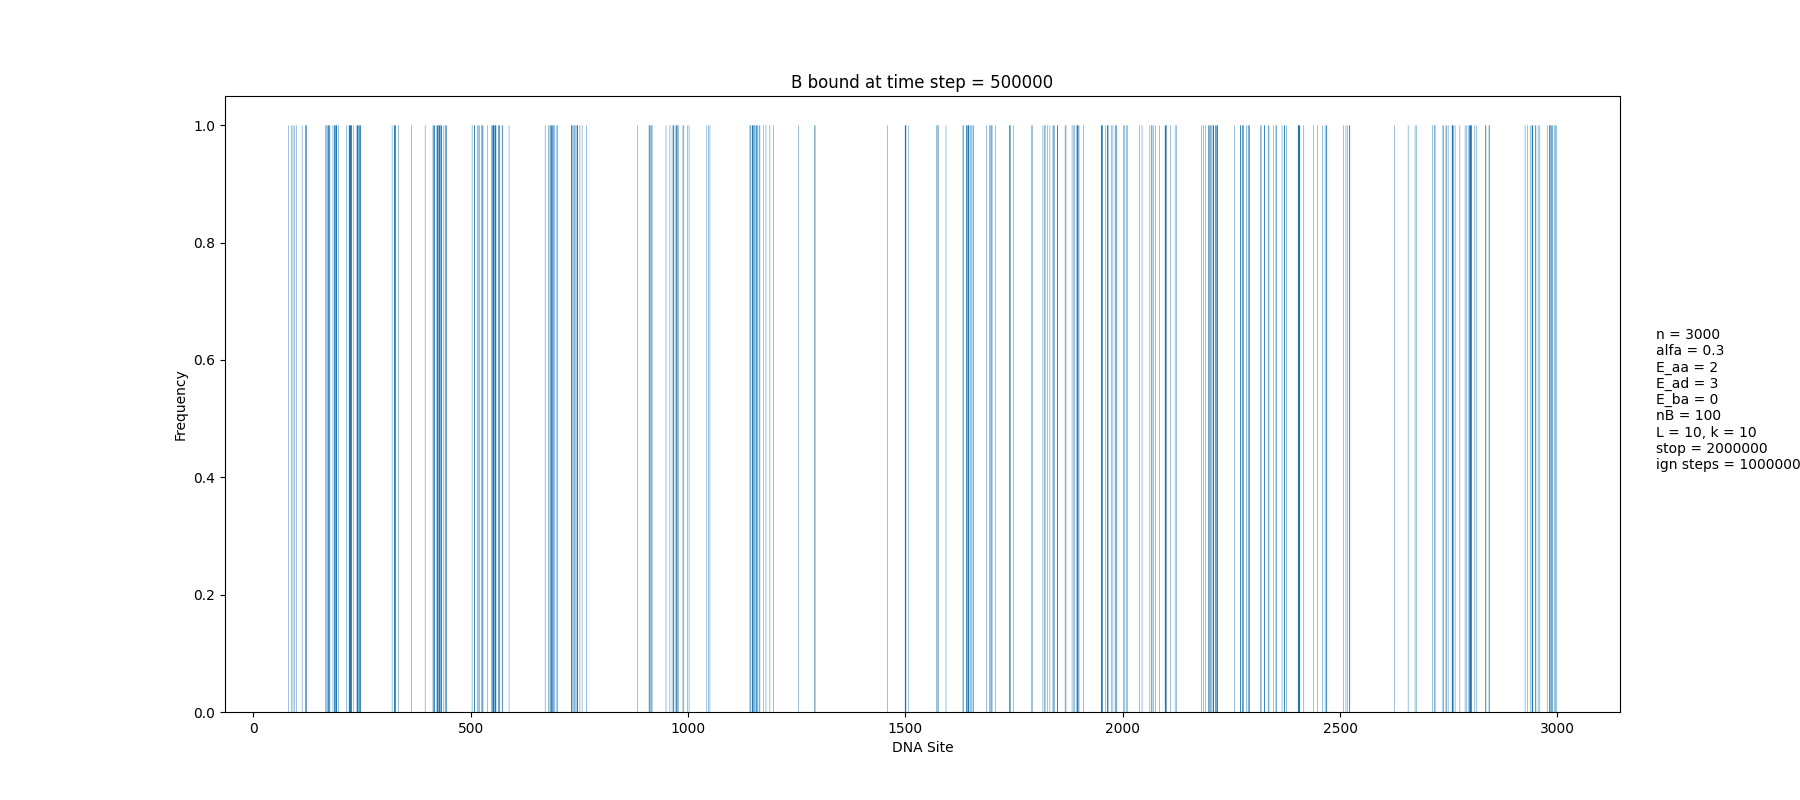 B bound at time step = 500000
1.0
0.8
0.6
0.4
0.2
0.0
Frequency
0 500 1000 1500 2000 2500 3000
DNA Site
n = 3000
alfa = 0.3
E_aa = 2
E_ad = 3
E_ba = 0
nB = 100
L = 10, k = 10
stop = 2000000
ign steps = 1000000